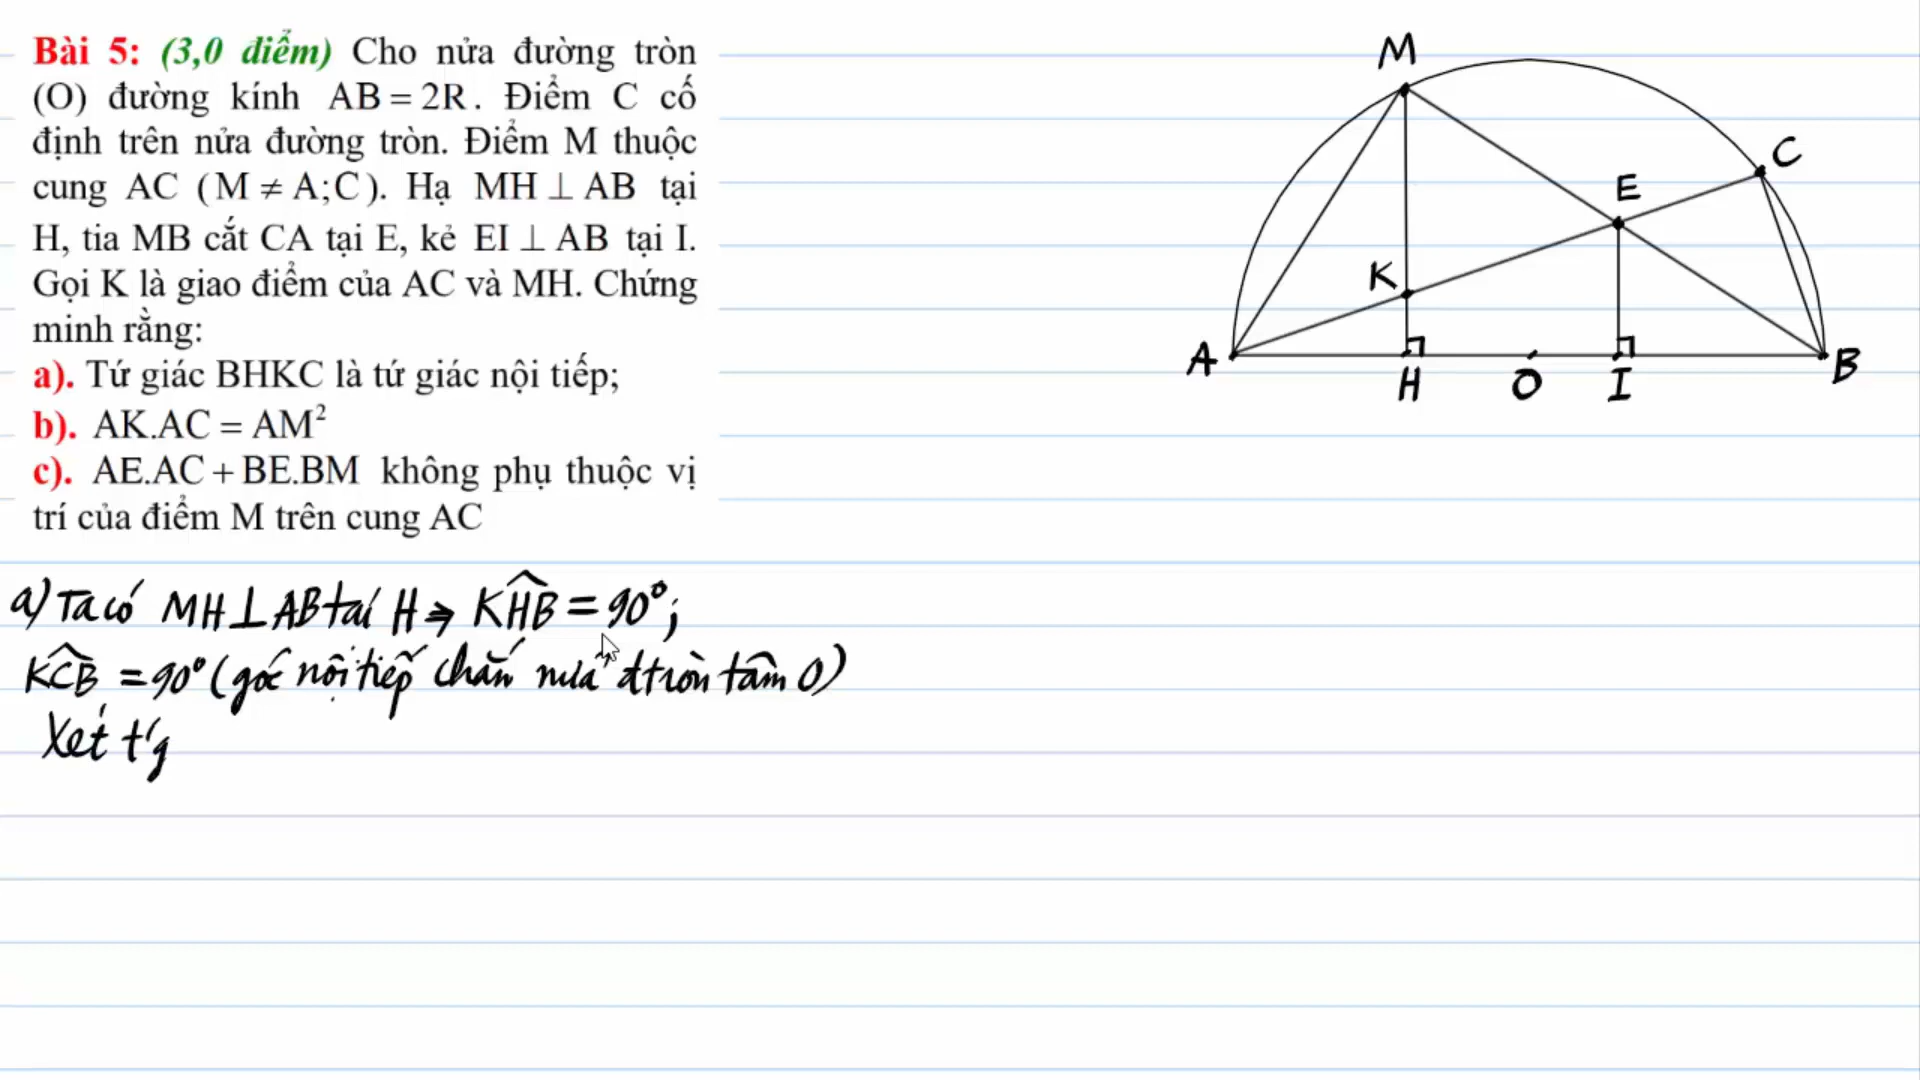 Bài 5: (3,0 điểm) Cho nửa đường tròn
(O) đường kính AB = 2R. Điểm C cố
định trên nửa đường tròn. Điểm M thuộc
cung AC (M ≠ A;C). Hạ MH ⊥ AB tại
H, tia MB cắt CA tại E, kẻ EI ⊥ AB tại I.
Gọi K là giao điểm của AC và MH. Chứng
minh rằng:
a). Tứ giác BHKC là tứ giác nội tiếp;
b). AK.AC = AM²
c). AE.AC + BE.BM không phụ thuộc vị
trí của điểm M trên cung AC
M
C
E
K
A
B
H
O
I
a) Ta có MH ⊥ AB tại H ⇒ KĤB = 90°;
KĈB = 90° (góc nội tiếp chắn nửa đtròn tâm O)
Xét t'g